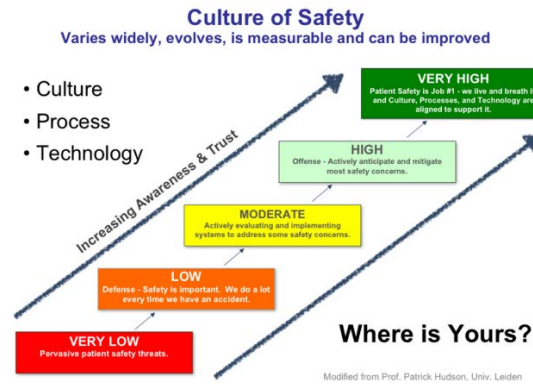 Culture of Safety
Varies widely, evolves, is measurable and can be improved
• Culture
• Process
• Technology
Increasing Awareness & Trust
VERY HIGH
Patient Safety is Job #1 - we live and breath it
and Culture, Processes, and Technology are
aligned to support it.
HIGH
Offense - Actively anticipate and mitigate
most safety concerns.
MODERATE
Actively evaluating and implementing
systems to address some safety concerns.
LOW
Defense - Safety is important. We do a lot
every time we have an accident.
VERY LOW
Pervasive patient safety threats.
Where is Yours?
Modified from Prof. Patrick Hudson, Univ. Leiden